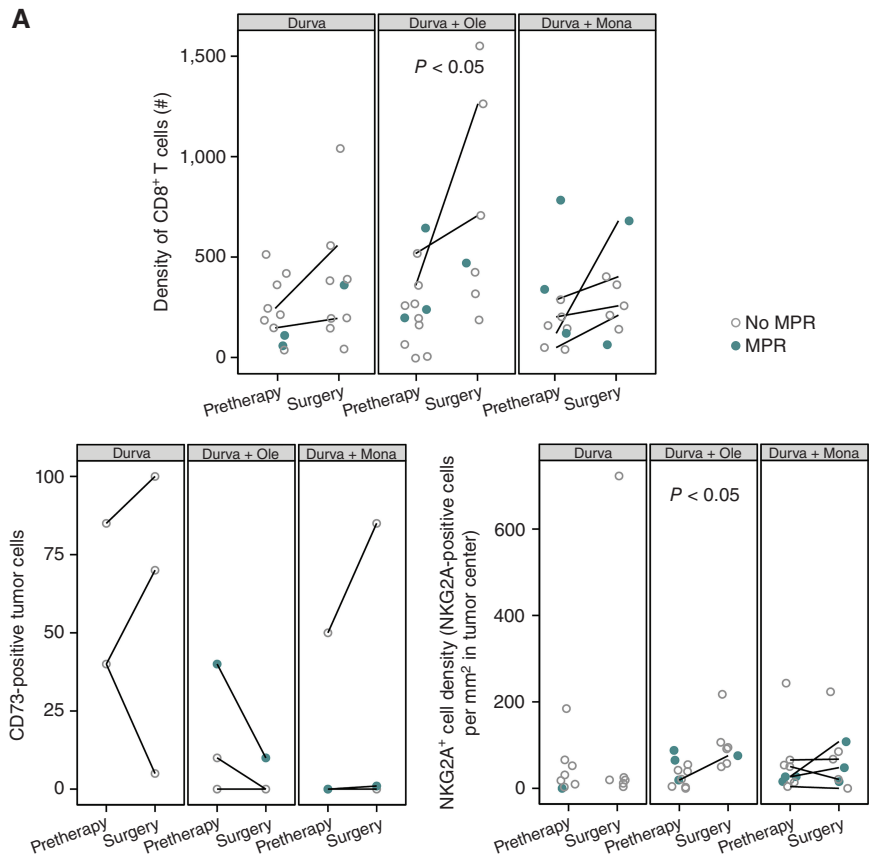 A
Durva
Durva + Ole
Durva + Mona
Density of CD8⁺ T cells (#)
1,500
1,000
500
0
P < 0.05
Pretherapy
Surgery
Pretherapy
Surgery
Pretherapy
Surgery
No MPR
MPR
Durva
Durva + Ole
Durva + Mona
CD73-positive tumor cells
100
75
50
25
0
Pretherapy
Surgery
Pretherapy
Surgery
Pretherapy
Surgery
Durva
Durva + Ole
Durva + Mona
NKG2A⁺ cell density (NKG2A-positive cells
per mm² in tumor center)
600
400
200
0
P < 0.05
Pretherapy
Surgery
Pretherapy
Surgery
Pretherapy
Surgery